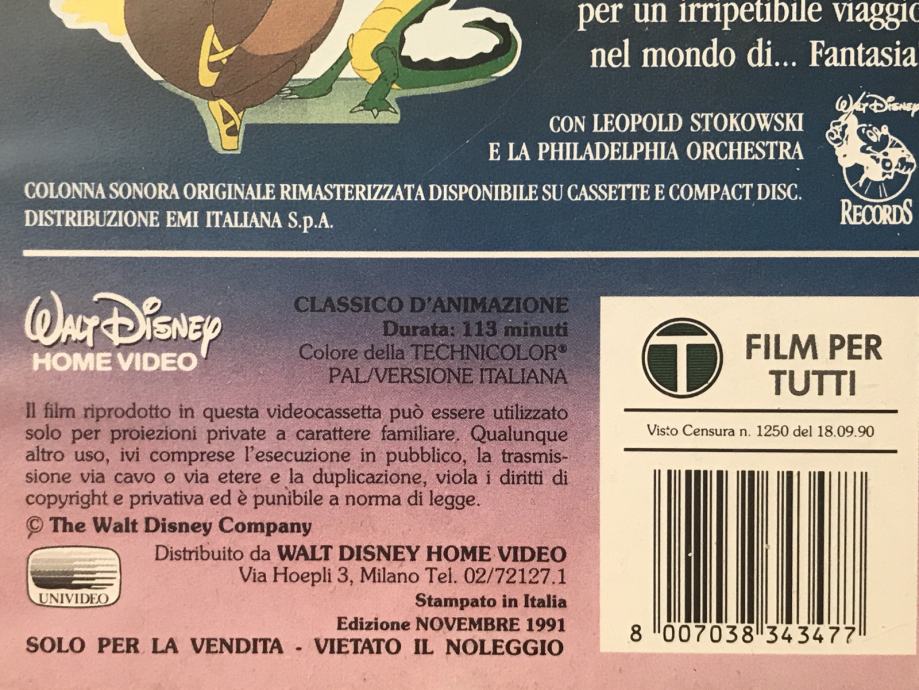 per un irripetibile viaggio
nel mondo di... Fantasia
CON LEOPOLD STOKOWSKI
E LA PHILADELPHIA ORCHESTRA
WALT DISNEY
RECORDS
COLONNA SONORA ORIGINALE RIMASTERIZZATA DISPONIBILE SU CASSETTE E COMPACT DISC.
DISTRIBUZIONE EMI ITALIANA S.p.A.
WALT DISNEY
HOME VIDEO
CLASSICO D'ANIMAZIONE
Durata: 113 minuti
Colore della TECHNICOLOR®
PAL/VERSIONE ITALIANA
Il film riprodotto in questa videocassetta può essere utilizzato
solo per proiezioni private a carattere familiare. Qualunque
altro uso, ivi comprese l'esecuzione in pubblico, la trasmis-
sione via cavo o via etere e la duplicazione, viola i diritti di
copyright e privativa ed è punibile a norma di legge.
© The Walt Disney Company
UNIVIDEO
Distribuito da WALT DISNEY HOME VIDEO
Via Hoepli 3, Milano Tel. 02/72127.1
Stampato in Italia
Edizione NOVEMBRE 1991
SOLO PER LA VENDITA - VIETATO IL NOLEGGIO
T
FILM PER
TUTTI
Visto Censura n. 1250 del 18.09.90
8 007038 343477